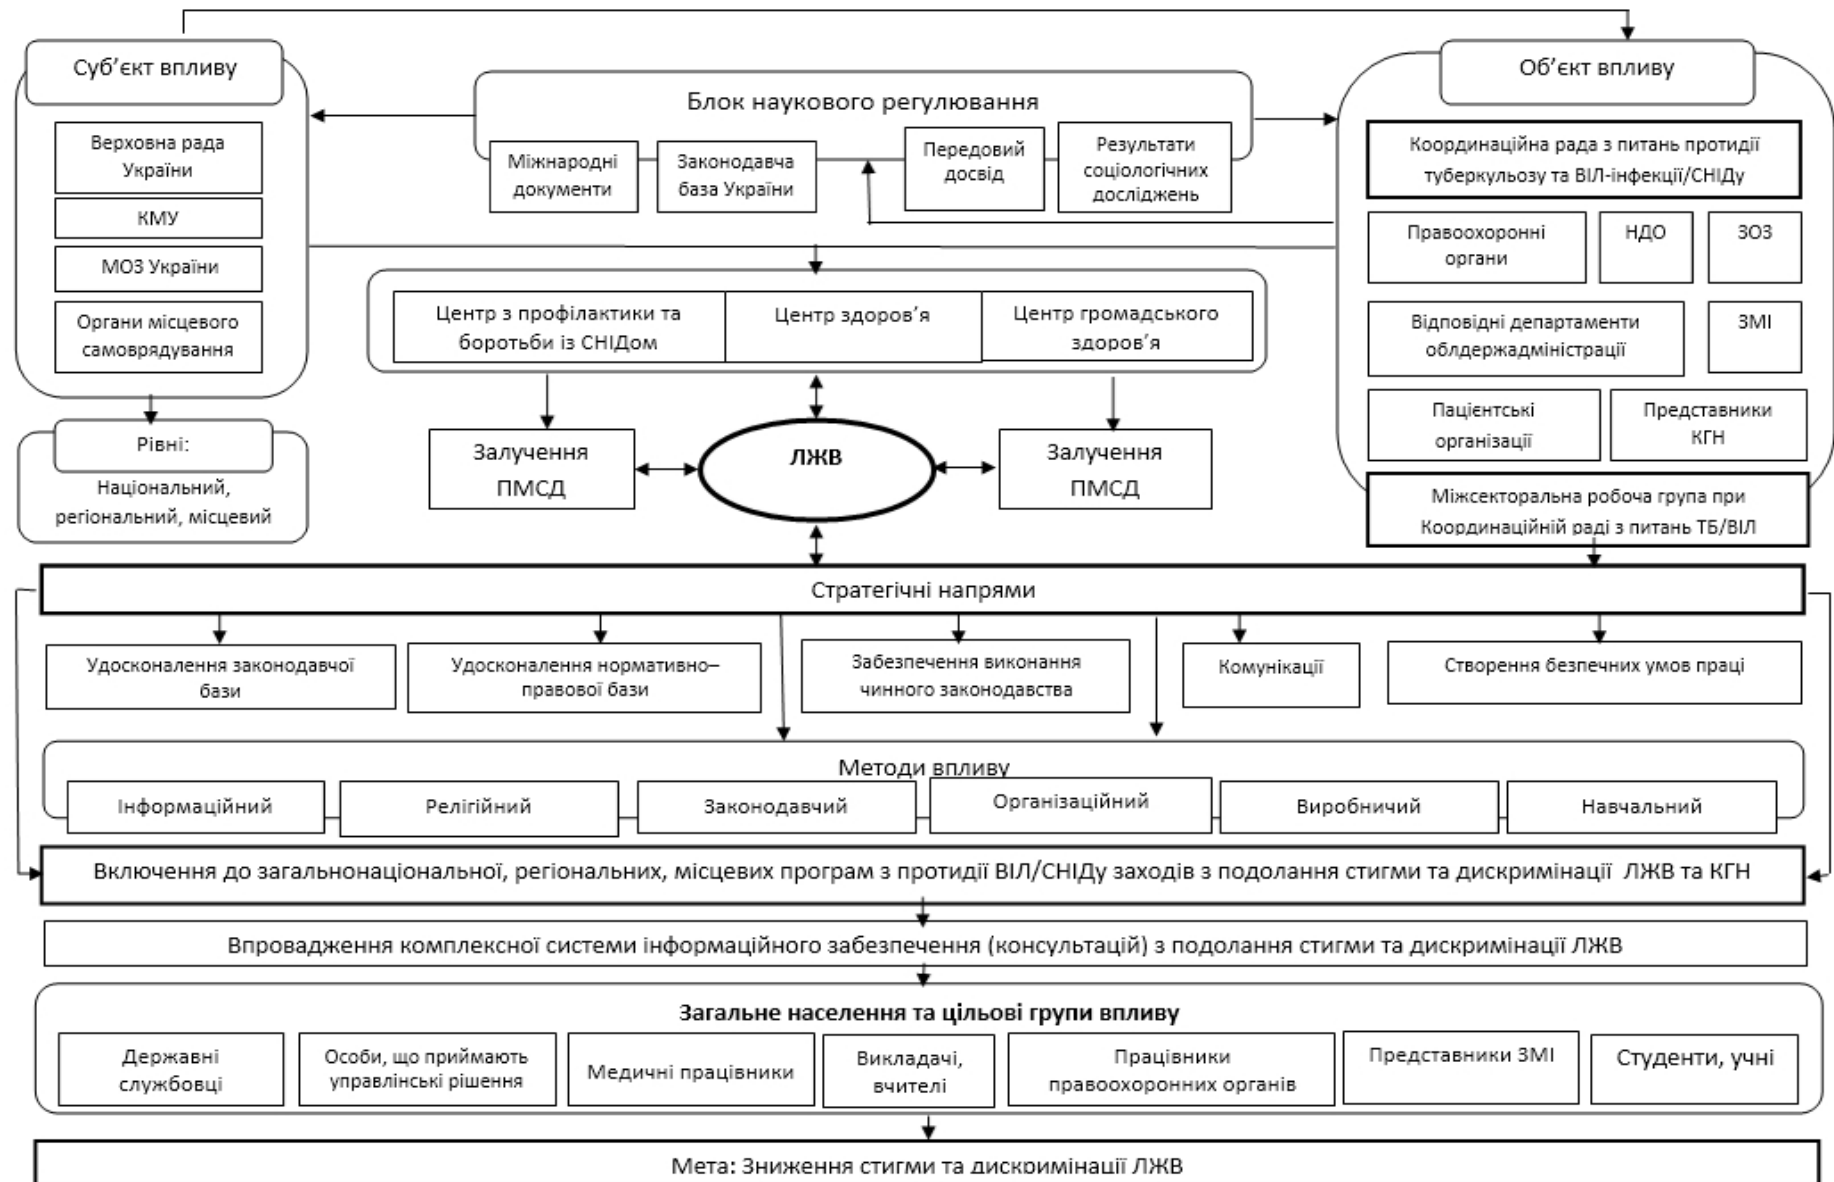 Суб’єкт впливу
Верховна рада
України
КМУ
МОЗ України
Органи місцевого
самоврядування
Рівні:
Національний,
регіональний, місцевий
Блок наукового регулювання
Міжнародні
документи
Законодавча
база України
Передовий
досвід
Результати
соціологічних
досліджень
Центр з профілактики та
боротьби із СНІДом
Центр здоров’я
Центр громадського
здоров’я
Залучення
ПМСД
ЛЖВ
Залучення
ПМСД
Об’єкт впливу
Координаційна рада з питань протидії
туберкульозу та ВІЛ-інфекції/СНІДу
Правоохоронні
органи
НДО
ЗОЗ
Відповідні департаменти
облдержадміністрації
ЗМІ
Пацієнтські
організації
Представники
КГН
Міжсекторальна робоча група при
Координаційній раді з питань ТБ/ВІЛ
Стратегічні напрями
Удосконалення законодавчої
бази
Удосконалення нормативно–
правової бази
Забезпечення виконання
чинного законодавства
Комунікації
Створення безпечних умов праці
Методи впливу
Інформаційний
Релігійний
Законодавчий
Організаційний
Виробничий
Навчальний
Включення до загальнонаціональної, регіональних, місцевих програм з протидії ВІЛ/СНІДу заходів з подолання стигми та дискримінації ЛЖВ та КГН
Впровадження комплексної системи інформаційного забезпечення (консультацій) з подолання стигми та дискримінації ЛЖВ
Загальне населення та цільові групи впливу
Державні
службовці
Особи, що приймають
управлінські рішення
Медичні працівники
Викладачі,
вчителі
Працівники
правоохоронних органів
Представники ЗМІ
Студенти, учні
Мета: Зниження стигми та дискримінації ЛЖВ